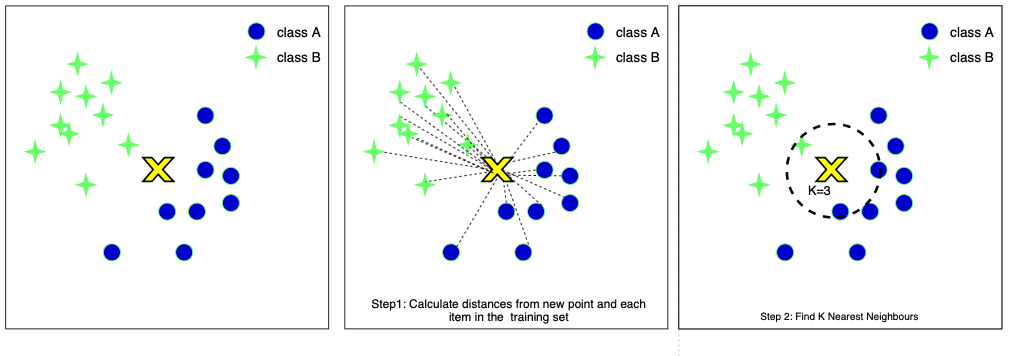 class A
class B
X
class A
class B
X
Step1: Calculate distances from new point and each
item in the training set
class A
class B
X
K=3
Step 2: Find K Nearest Neighbours